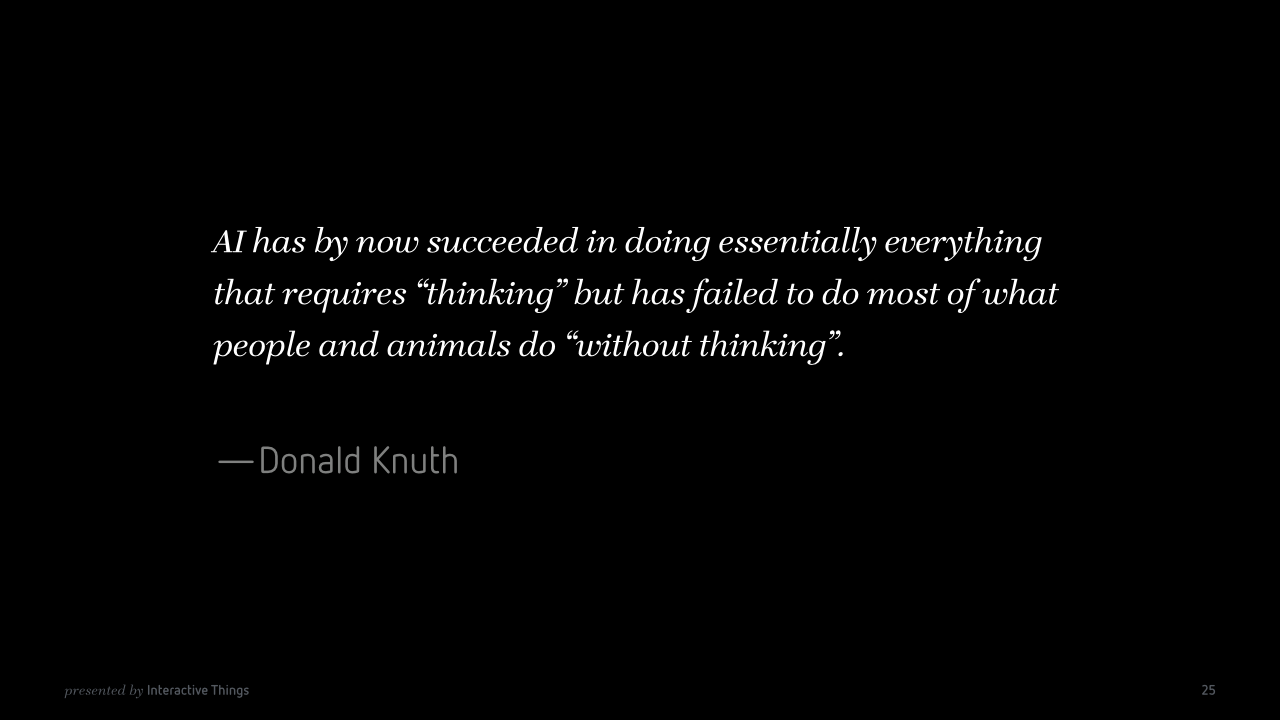 AI has by now succeeded in doing essentially everything
that requires “thinking” but has failed to do most of what
people and animals do “without thinking”.
—Donald Knuth
presented by Interactive Things
25